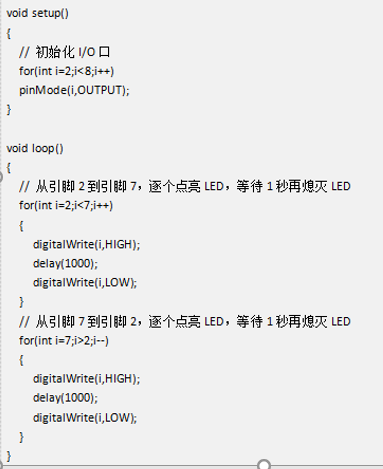 void setup()
{
// 初始化 I/O 口
for(int i=2;i<8;i++)
pinMode(i,OUTPUT);
}
void loop()
{
// 从引脚 2 到引脚 7，逐个点亮 LED，等待 1 秒再熄灭 LED
for(int i=2;i<7;i++)
{
digitalWrite(i,HIGH);
delay(1000);
digitalWrite(i,LOW);
}
// 从引脚 7 到引脚 2，逐个点亮 LED，等待 1 秒再熄灭 LED
for(int i=7;i>2;i--)
{
digitalWrite(i,HIGH);
delay(1000);
digitalWrite(i,LOW);
}
}